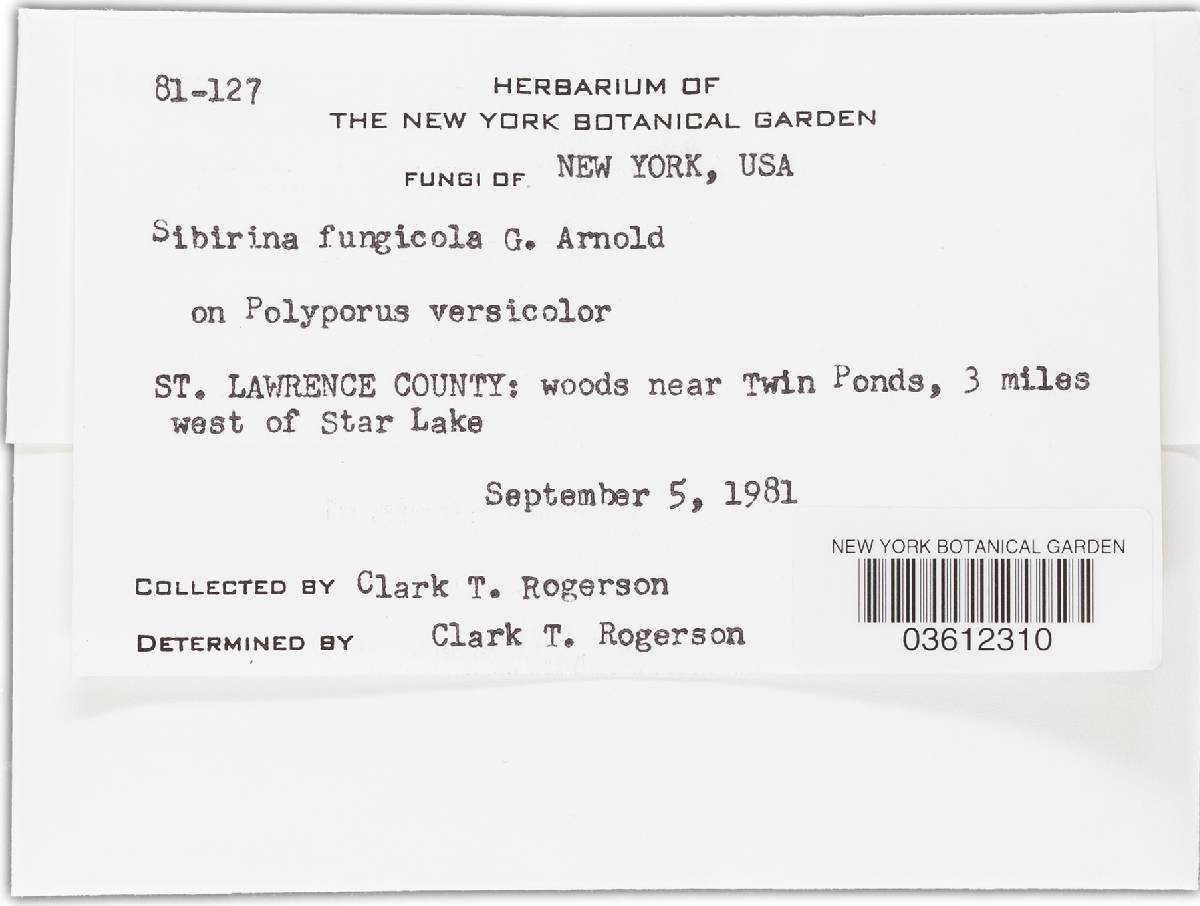 81-127
HERBARIUM OF
THE NEW YORK BOTANICAL GARDEN
FUNGI OF NEW YORK, USA
Sibirina fungicola G. Arnold
on Polyporus versicolor
ST. LAWRENCE COUNTY: woods near Twin Ponds, 3 miles
west of Star Lake
September 5, 1981
COLLECTED BY Clark T. Rogerson
DETERMINED BY Clark T. Rogerson
NEW YORK BOTANICAL GARDEN
03612310